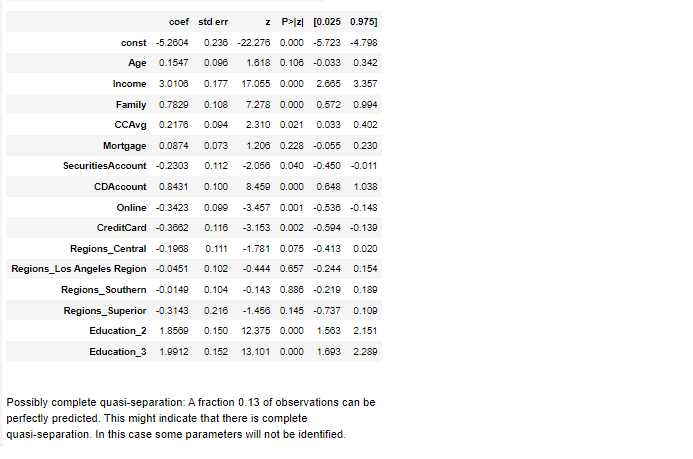 coef std err z P>|z| [0.025 0.975]
const -5.2604 0.236 -22.276 0.000 -5.723 -4.798
Age 0.1547 0.096 1.618 0.106 -0.033 0.342
Income 3.0106 0.177 17.055 0.000 2.665 3.357
Family 0.7829 0.108 7.278 0.000 0.572 0.994
CCAvg 0.2176 0.094 2.310 0.021 0.033 0.402
Mortgage 0.0874 0.073 1.206 0.228 -0.055 0.230
SecuritiesAccount -0.2303 0.112 -2.056 0.040 -0.450 -0.011
CDAccount 0.8431 0.100 8.459 0.000 0.648 1.038
Online -0.3423 0.099 -3.457 0.001 -0.536 -0.148
CreditCard -0.3662 0.116 -3.153 0.002 -0.594 -0.139
Regions_Central -0.1968 0.111 -1.781 0.075 -0.413 0.020
Regions_Los Angeles Region -0.0451 0.102 -0.444 0.657 -0.244 0.154
Regions_Southern -0.0149 0.104 -0.143 0.886 -0.219 0.189
Regions_Superior -0.3143 0.216 -1.456 0.145 -0.737 0.109
Education_2 1.8569 0.150 12.375 0.000 1.563 2.151
Education_3 1.9912 0.152 13.101 0.000 1.693 2.289
Possibly complete quasi-separation: A fraction 0.13 of observations can be
perfectly predicted. This might indicate that there is complete
quasi-separation. In this case some parameters will not be identified.